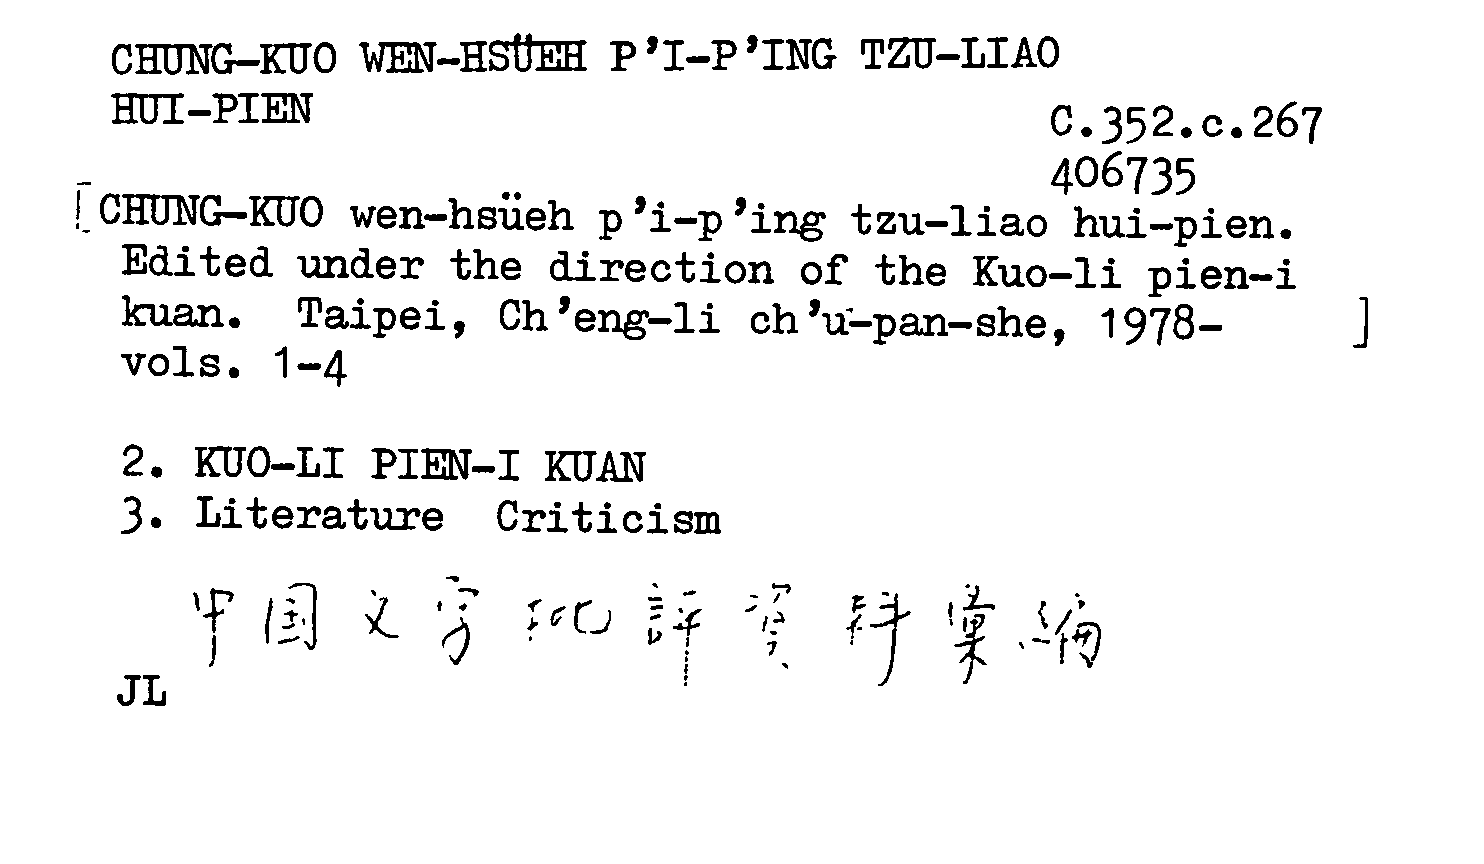 CHUNG-KUO WEN-HSÜEH P'I-P'ING TZU-LIAO
HUI-PIEN
C.352.c.267
406735
[CHUNG-KUO wen-hsüeh p'i-p'ing tzu-liao hui-pien.
Edited under the direction of the Kuo-li pien-i
kuan. Taipei, Ch'eng-li ch'u-pan-she, 1978- ]
vols. 1-4
2. KUO-LI PIEN-I KUAN
3. Literature Criticism
中国文学批評資料彙編
JL